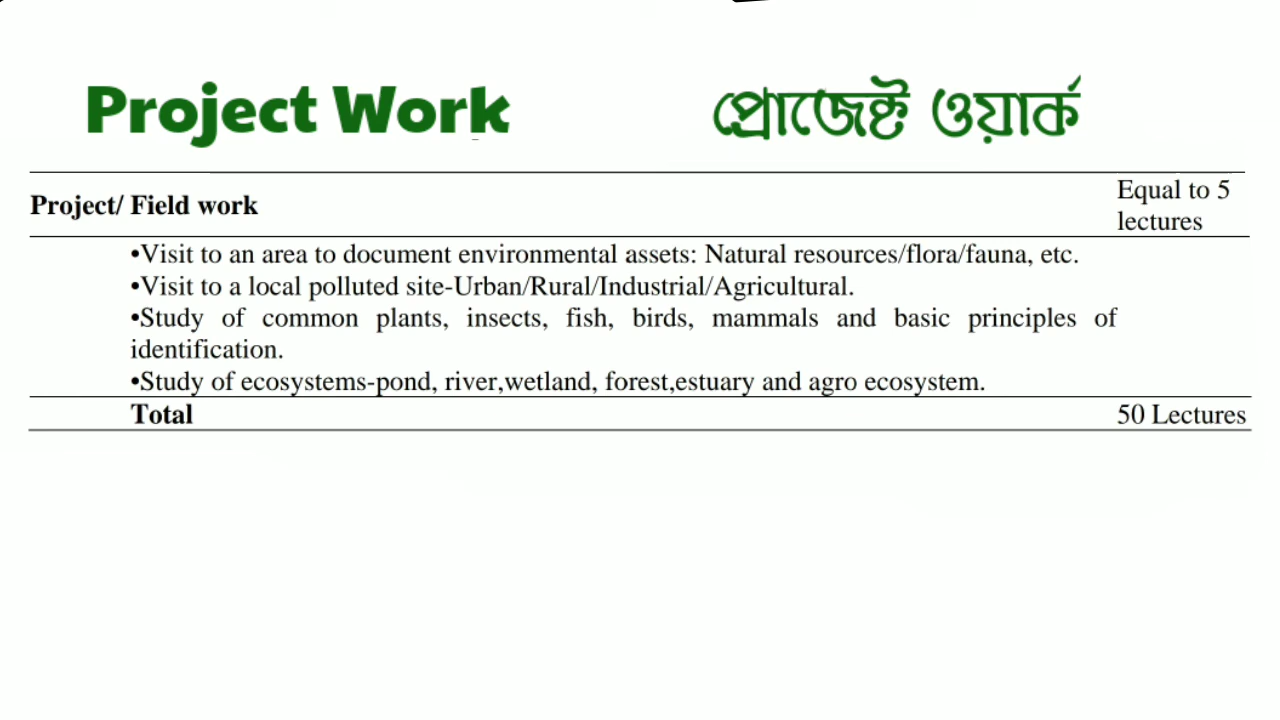 Project Work প্রোজেক্ট ওয়ার্ক
Project/ Field work
Equal to 5
lectures
•Visit to an area to document environmental assets: Natural resources/flora/fauna, etc.
•Visit to a local polluted site-Urban/Rural/Industrial/Agricultural.
•Study of common plants, insects, fish, birds, mammals and basic principles of
identification.
•Study of ecosystems-pond, river,wetland, forest,estuary and agro ecosystem.
Total 50 Lectures